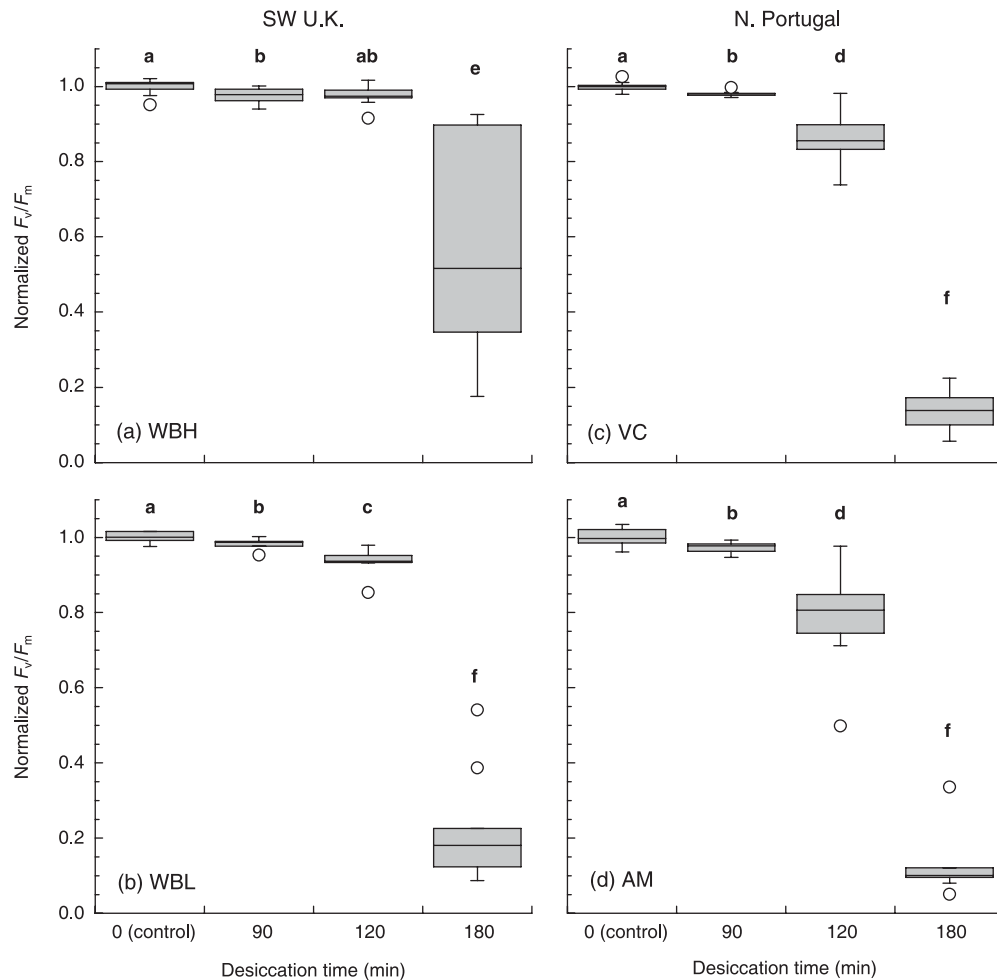 SW U.K.
N. Portugal
a b ab e
a b d f
1.0
0.8
0.6
0.4
0.2
0.0
Normalized Fv/Fm
(a) WBH
(c) VC
a b c f
a b d f
1.0
0.8
0.6
0.4
0.2
0.0
Normalized Fv/Fm
(b) WBL
(d) AM
0 (control) 90 120 180
0 (control) 90 120 180
Desiccation time (min)
Desiccation time (min)